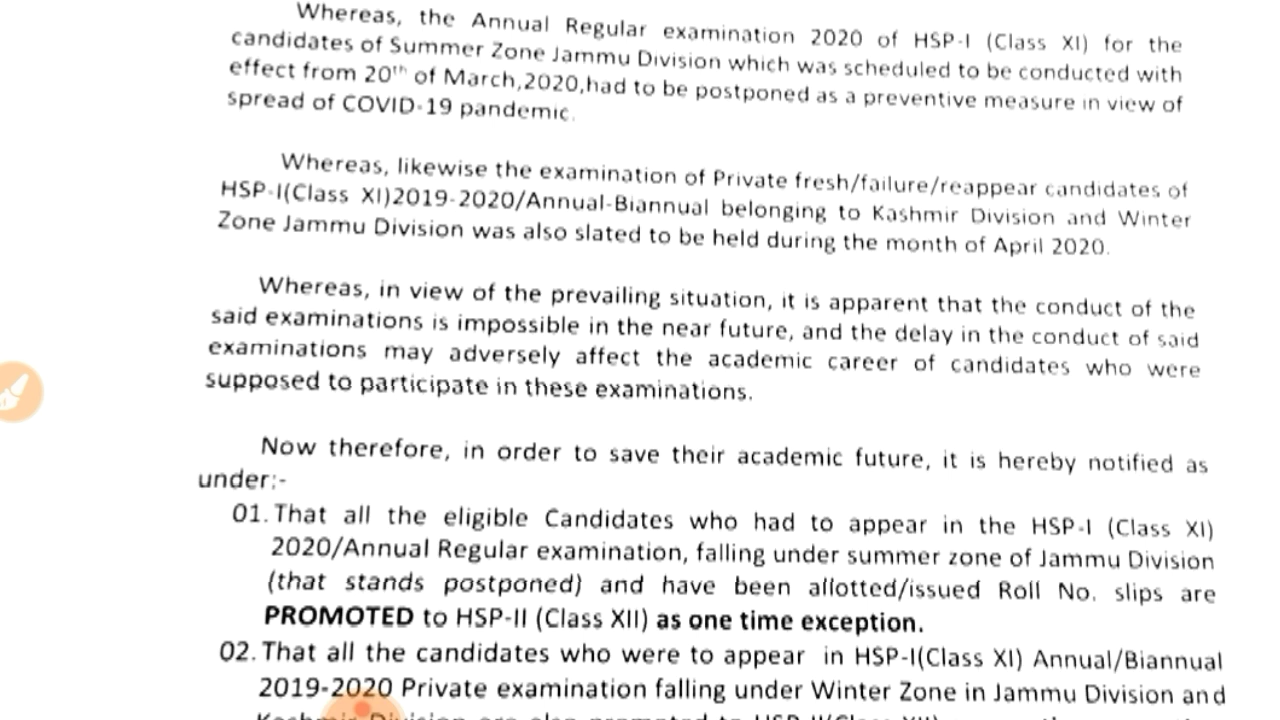 Whereas, the Annual Regular examination 2020 of HSP-I (Class XI) for the
candidates of Summer Zone Jammu Division which was scheduled to be conducted with
effect from 20th of March,2020,had to be postponed as a preventive measure in view of
spread of COVID-19 pandemic.
Whereas, likewise the examination of Private fresh/failure/reappear candidates of
HSP-I(Class XI)2019-2020/Annual-Biannual belonging to Kashmir Division and Winter
Zone Jammu Division was also slated to be held during the month of April 2020.
Whereas, in view of the prevailing situation, it is apparent that the conduct of the
said examinations is impossible in the near future, and the delay in the conduct of said
examinations may adversely affect the academic career of candidates who were
supposed to participate in these examinations.
Now therefore, in order to save their academic future, it is hereby notified as
under:-
01. That all the eligible Candidates who had to appear in the HSP-I (Class XI)
2020/Annual Regular examination, falling under summer zone of Jammu Division
(that stands postponed) and have been allotted/issued Roll No. slips are
PROMOTED to HSP-II (Class XII) as one time exception.
02. That all the candidates who were to appear in HSP-I(Class XI) Annual/Biannual
2019-2020 Private examination falling under Winter Zone in Jammu Division and